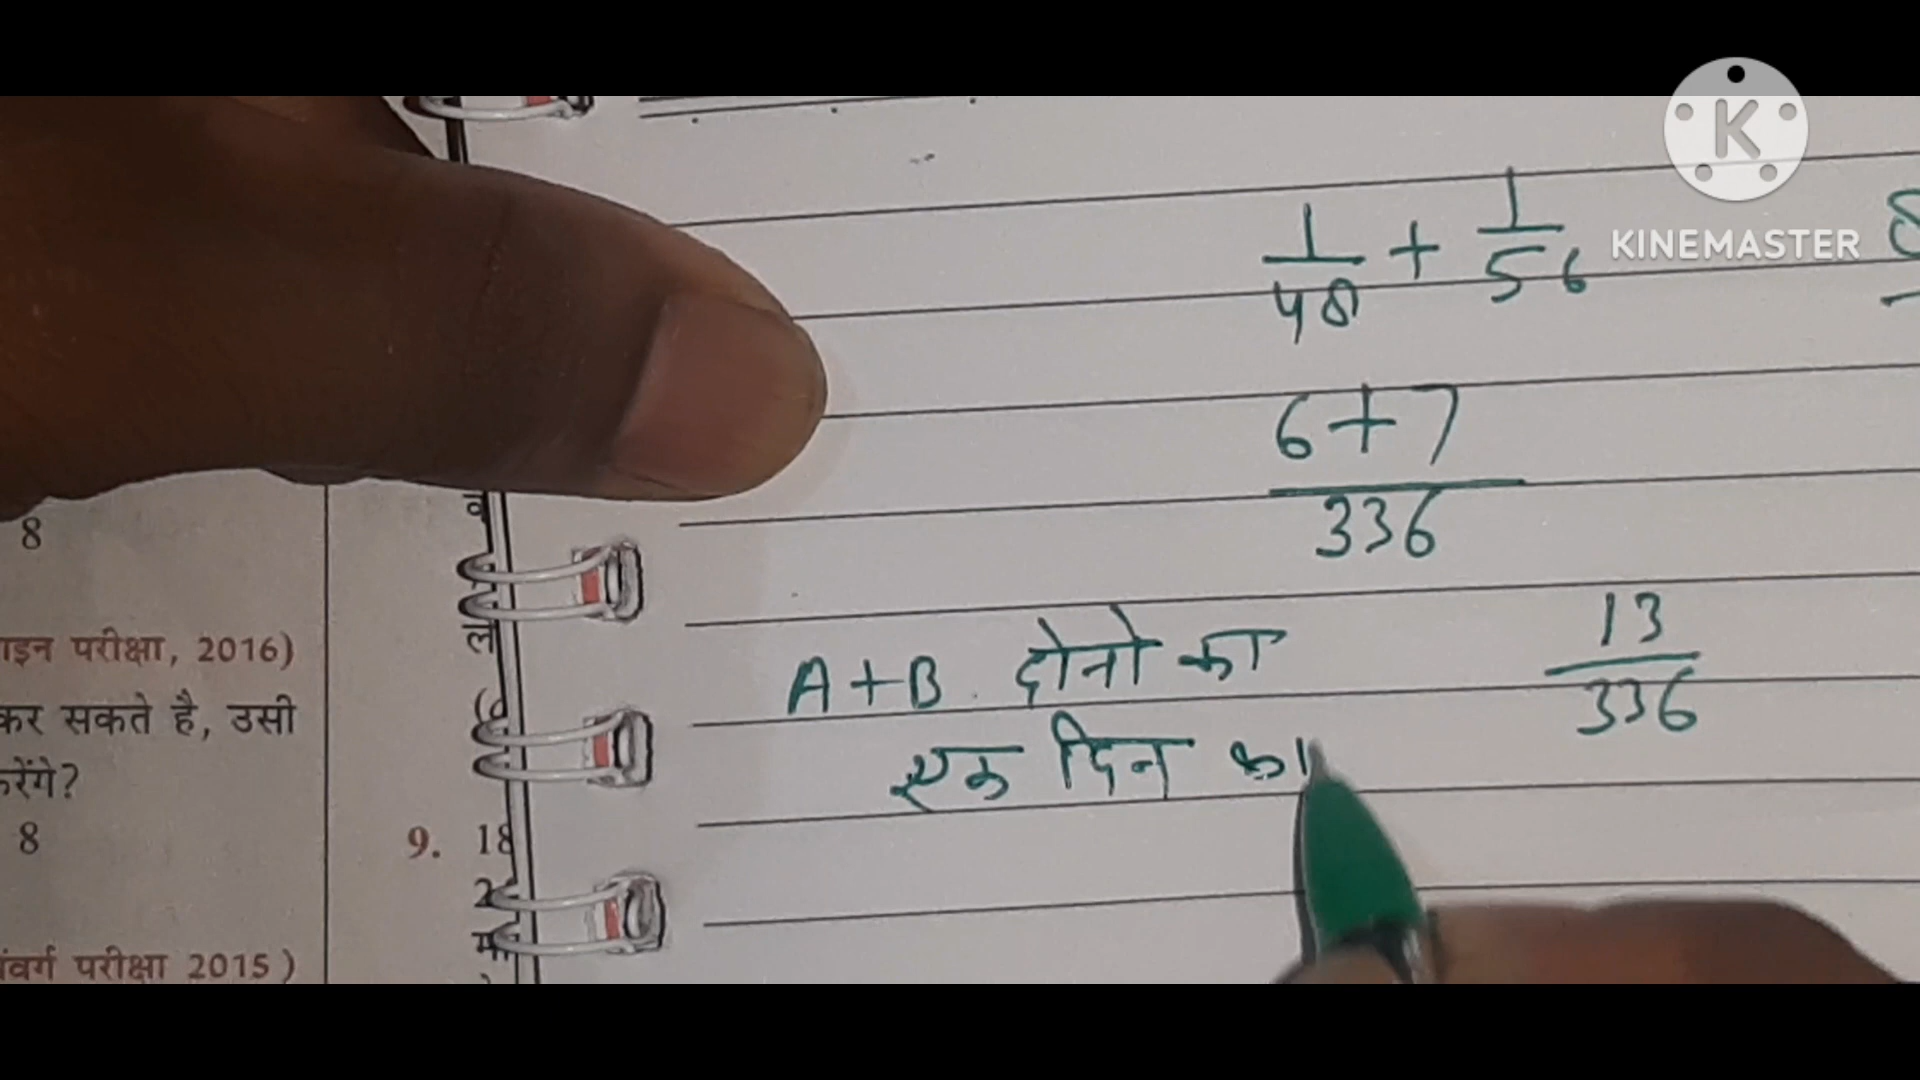 K
KINEMASTER
1/48 + 1/56
6+7
336
A+B दोनो का 13/336
एक दिन का
8
ाइन परीक्षा, 2016)
कर सकते है, उसी
रेंगे?
8
9. 18
2
ंवर्ग परीक्षा 2015)